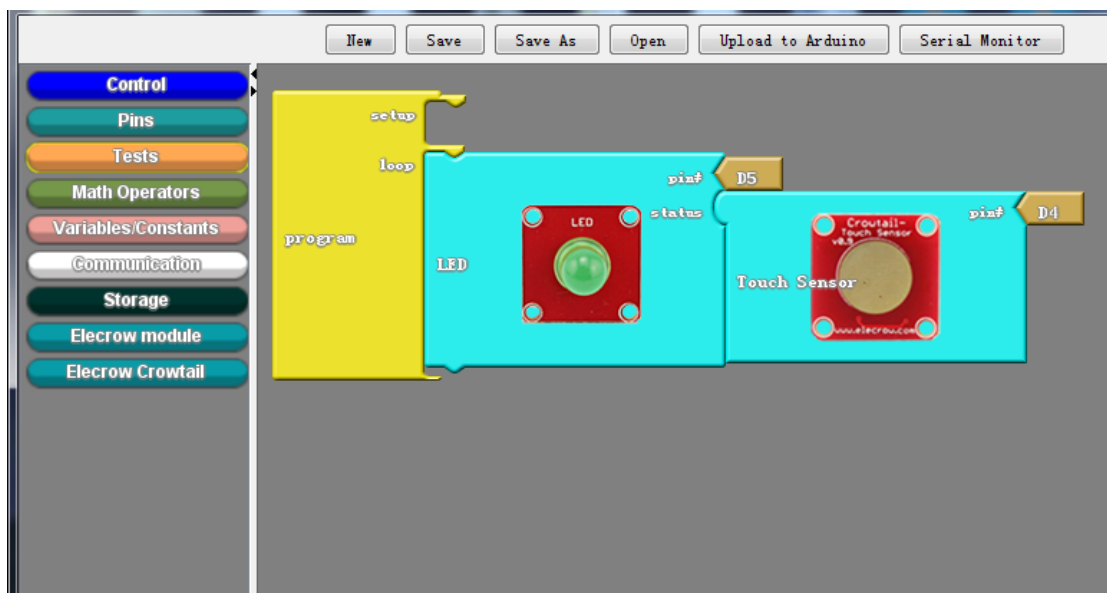 New Save Save As Open Upload to Arduino Serial Monitor
Control
Pins
Tests
Math Operators
Variables/Constants
Communication
Storage
Elecrow module
Elecrow Crowtail
program
setup
loop
LED
pin#
D5
status
LED
Touch Sensor
pin#
D4
Croutail-
Touch Sensor
v0.9
www.elecrow.com